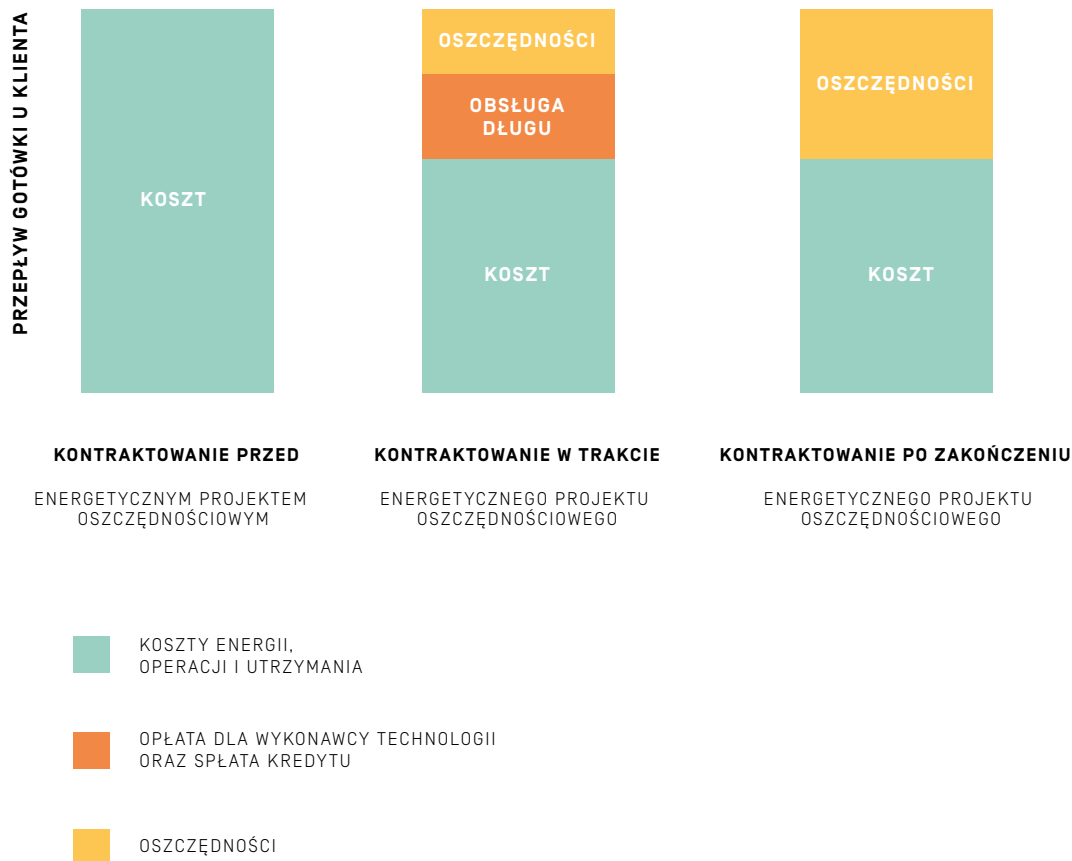 PRZEPŁYW GOTÓWKI U KLIENTA
KOSZT
OSZCZĘDNOŚCI
OBSŁUGA
DŁUGU
KOSZT
OSZCZĘDNOŚCI
KOSZT
KONTRAKTOWANIE PRZED
ENERGETYCZNYM PROJEKTEM
OSZCZĘDNOŚCIOWYM
KONTRAKTOWANIE W TRAKCIE
ENERGETYCZNEGO PROJEKTU
OSZCZĘDNOŚCIOWEGO
KONTRAKTOWANIE PO ZAKOŃCZENIU
ENERGETYCZNEGO PROJEKTU
OSZCZĘDNOŚCIOWEGO
KOSZTY ENERGII,
OPERACJI I UTRZYMANIA
OPŁATA DLA WYKONAWCY TECHNOLOGII
ORAZ SPŁATA KREDYTU
OSZCZĘDNOŚCI